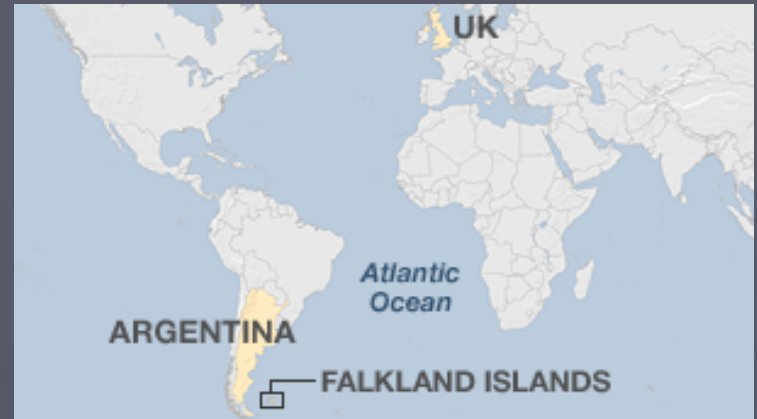 UK
Atlantic
Ocean
ARGENTINA
FALKLAND ISLANDS